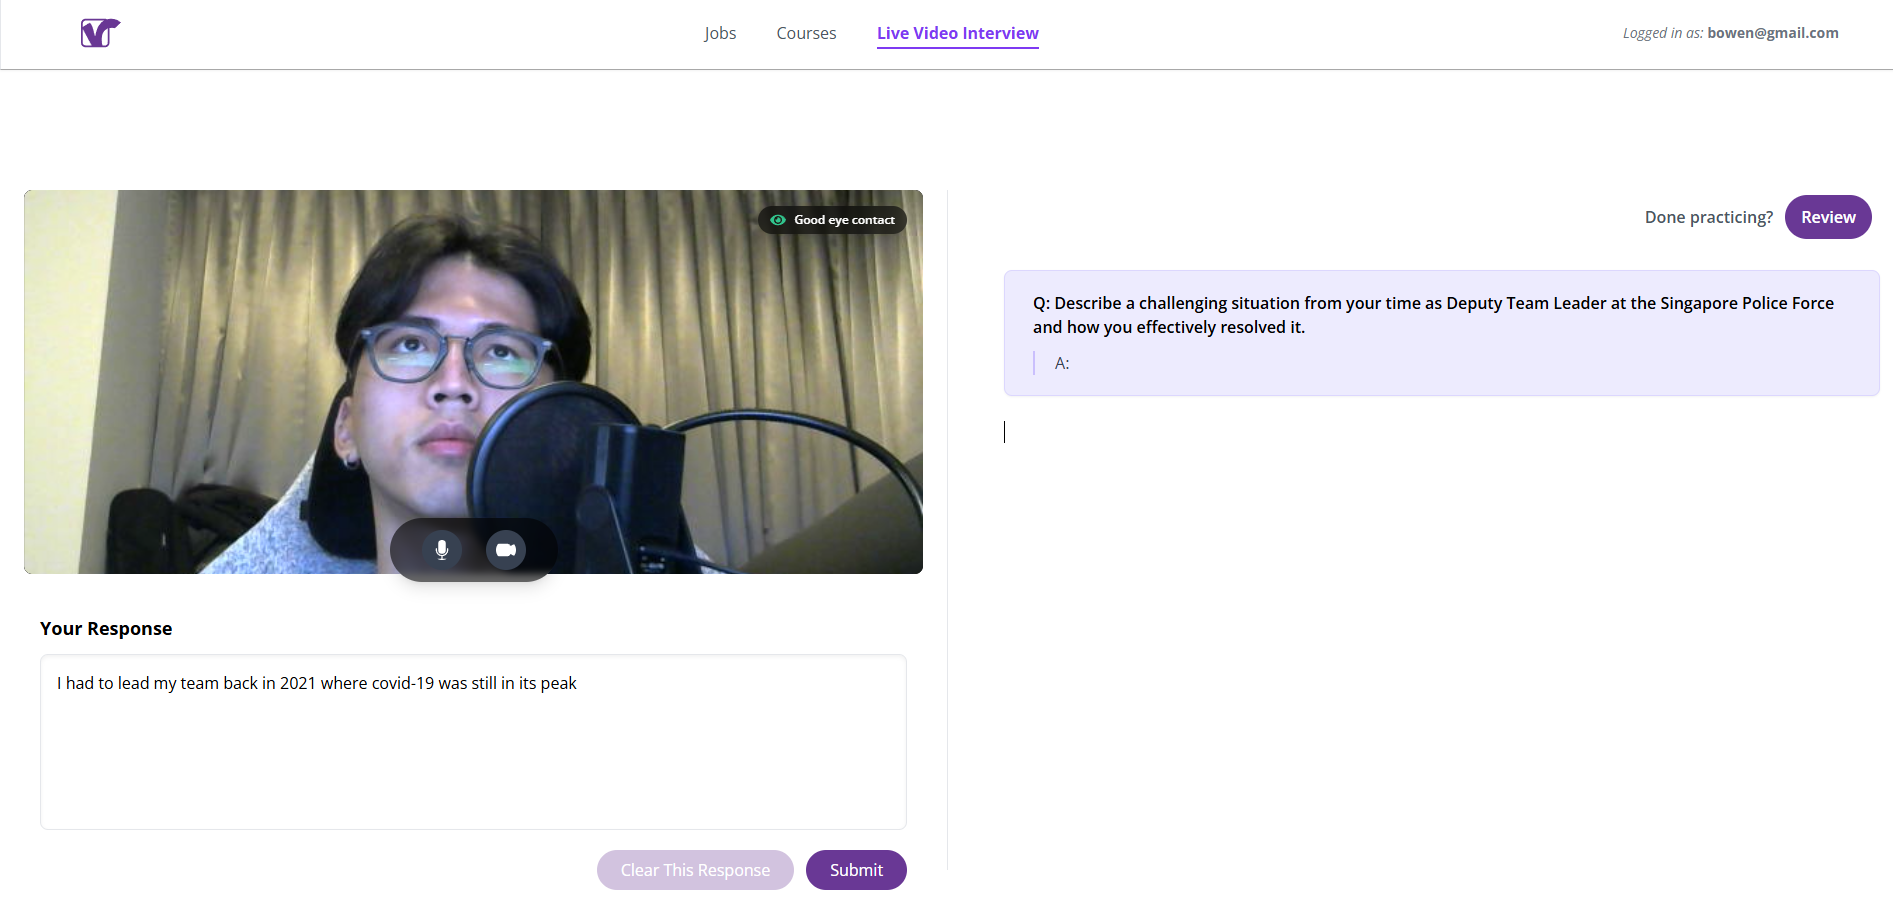 Jobs
Courses
Live Video Interview
Logged in as: bowen@gmail.com
Good eye contact
Your Response
I had to lead my team back in 2021 where covid-19 was still in its peak
Clear This Response
Submit
Done practicing?
Review
Q: Describe a challenging situation from your time as Deputy Team Leader at the Singapore Police Force
and how you effectively resolved it.
A: